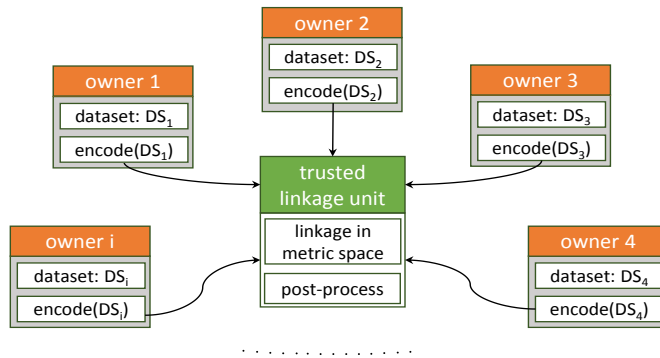 owner 2
dataset: DS₂
encode(DS₂)
owner 1
dataset: DS₁
encode(DS₁)
owner 3
dataset: DS₃
encode(DS₃)
trusted
linkage unit
linkage in
metric space
post-process
owner i
dataset: DSᵢ
encode(DSᵢ)
owner 4
dataset: DS₄
encode(DS₄)
. . . . . . . . . . . . . .